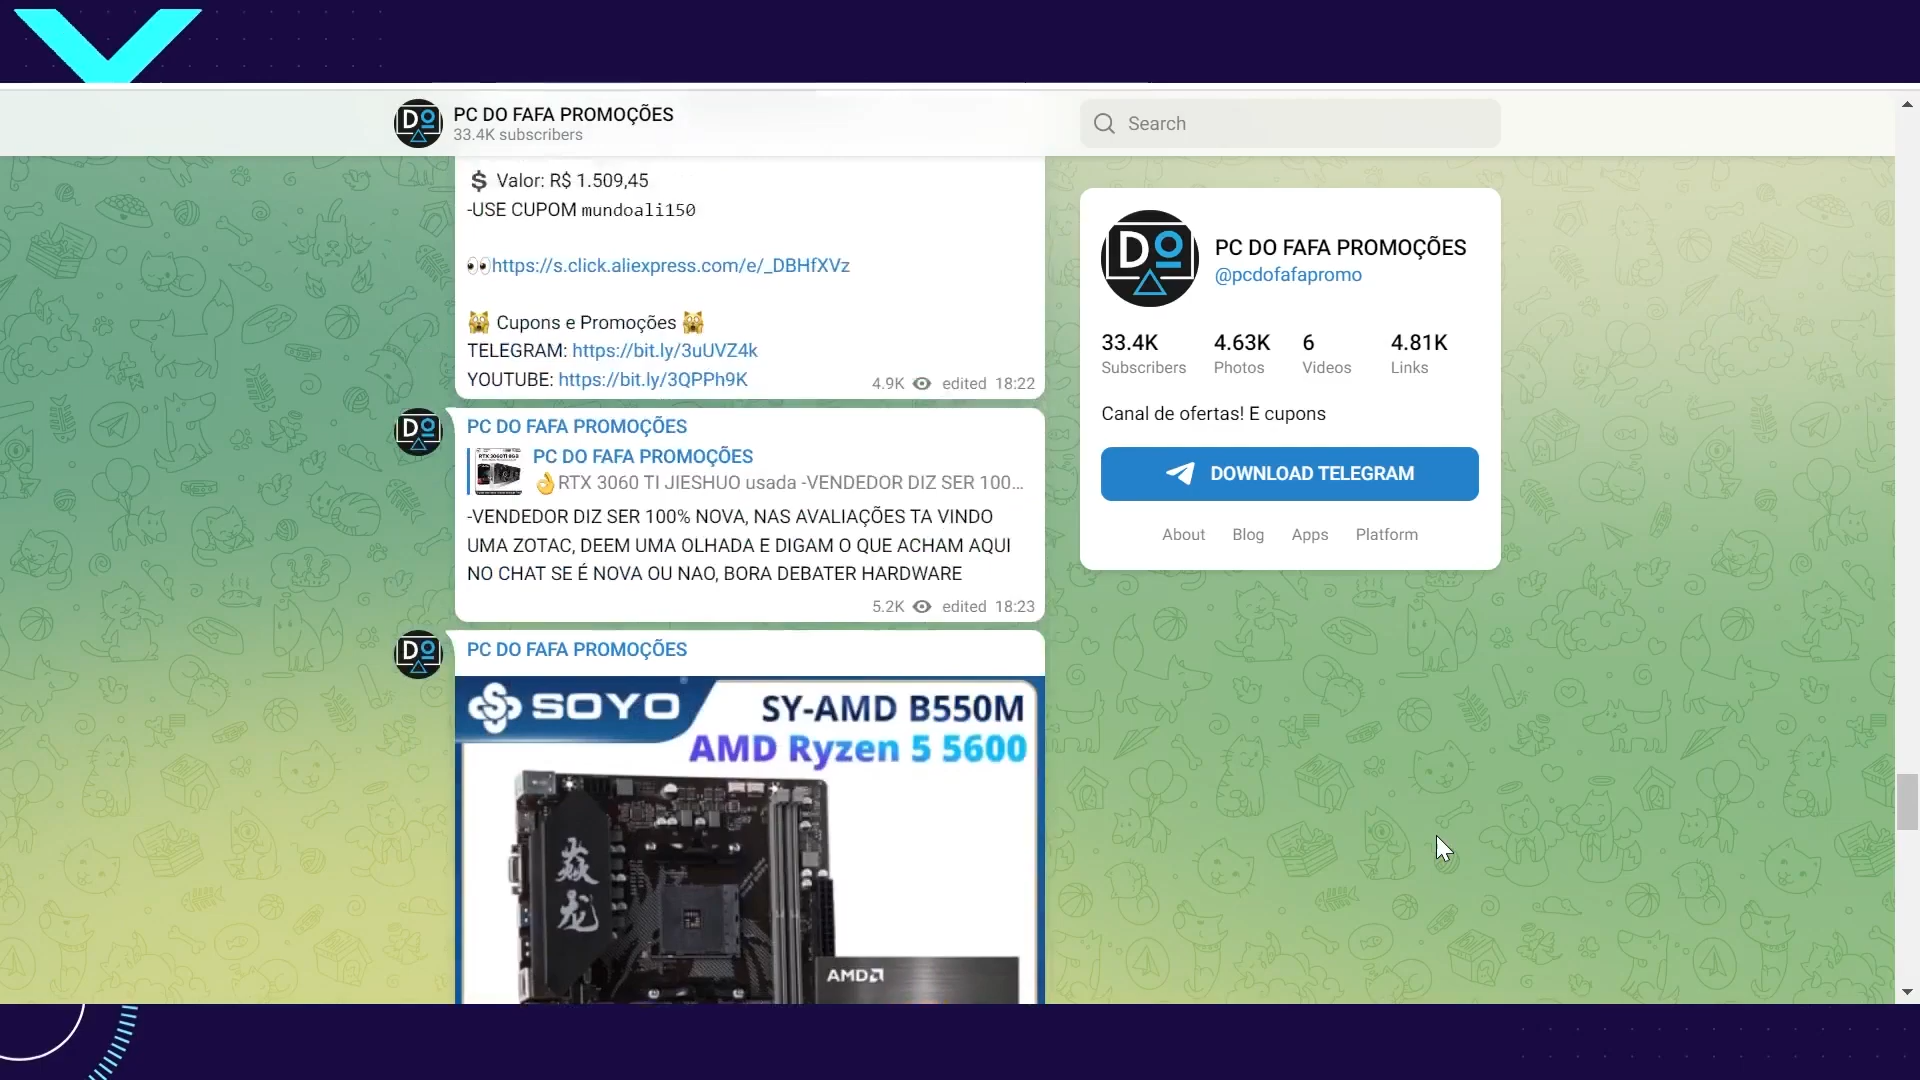 PC DO FAFA PROMOÇÕES
33.4K subscribers
Search
Valor: R$ 1.509,45
-USE CUPOM mundoali150
👀https://s.click.aliexpress.com/e/_DBHfXVz
🙀 Cupons e Promoções 🙀
TELEGRAM: https://bit.ly/3uUVZ4k
YOUTUBE: https://bit.ly/3QPPh9K
4.9K edited 18:22
PC DO FAFA PROMOÇÕES
PC DO FAFA PROMOÇÕES
👌RTX 3060 TI JIESHUO usada -VENDEDOR DIZ SER 100...
-VENDEDOR DIZ SER 100% NOVA, NAS AVALIAÇÕES TA VINDO
UMA ZOTAC, DEEM UMA OLHADA E DIGAM O QUE ACHAM AQUI
NO CHAT SE É NOVA OU NAO, BORA DEBATER HARDWARE
5.2K edited 18:23
PC DO FAFA PROMOÇÕES
SOYO
SY-AMD B550M
AMD Ryzen 5 5600
AMD
PC DO FAFA PROMOÇÕES
@pcdofafapromo
33.4K 4.63K 6 4.81K
Subscribers Photos Videos Links
Canal de ofertas! E cupons
DOWNLOAD TELEGRAM
About Blog Apps Platform